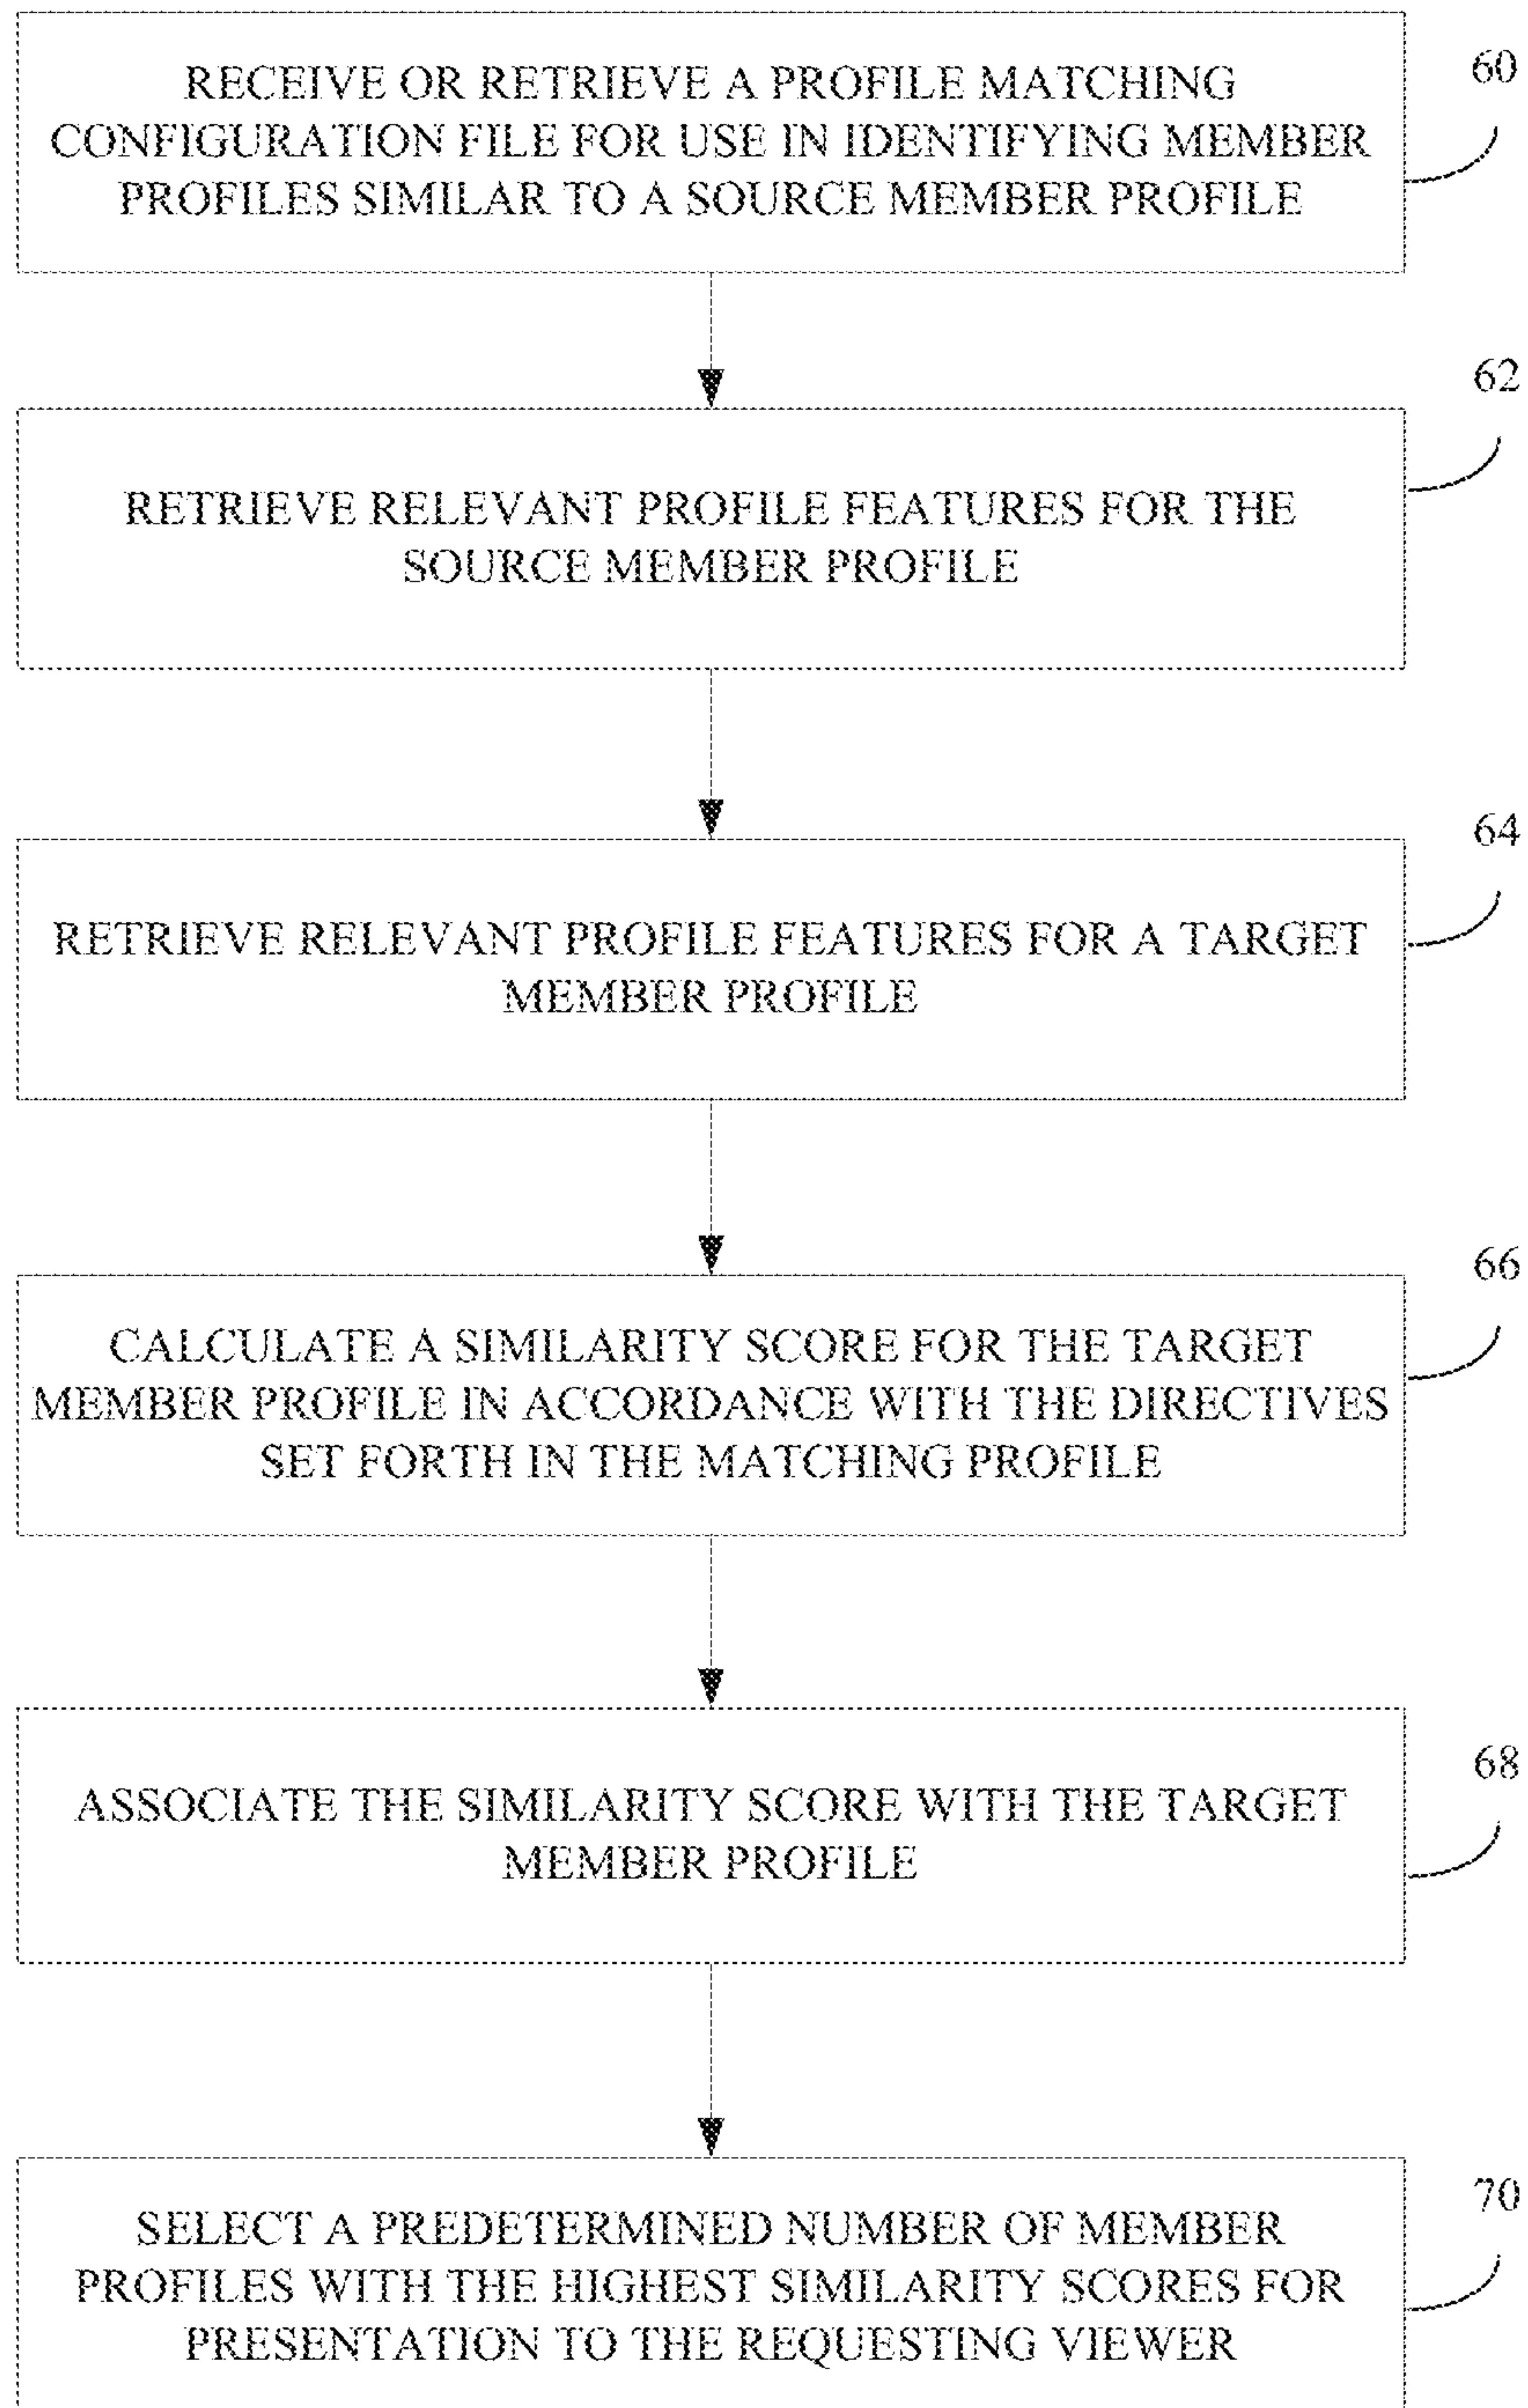 RECEIVE OR RETRIEVE A PROFILE MATCHING
CONFIGURATION FILE FOR USE IN IDENTIFYING MEMBER
PROFILES SIMILAR TO A SOURCE MEMBER PROFILE
60
RETRIEVE RELEVANT PROFILE FEATURES FOR THE
SOURCE MEMBER PROFILE
62
RETRIEVE RELEVANT PROFILE FEATURES FOR A TARGET
MEMBER PROFILE
64
CALCULATE A SIMILARITY SCORE FOR THE TARGET
MEMBER PROFILE IN ACCORDANCE WITH THE DIRECTIVES
SET FORTH IN THE MATCHING PROFILE
66
ASSOCIATE THE SIMILARITY SCORE WITH THE TARGET
MEMBER PROFILE
68
SELECT A PREDETERMINED NUMBER OF MEMBER
PROFILES WITH THE HIGHEST SIMILARITY SCORES FOR
PRESENTATION TO THE REQUESTING VIEWER
70